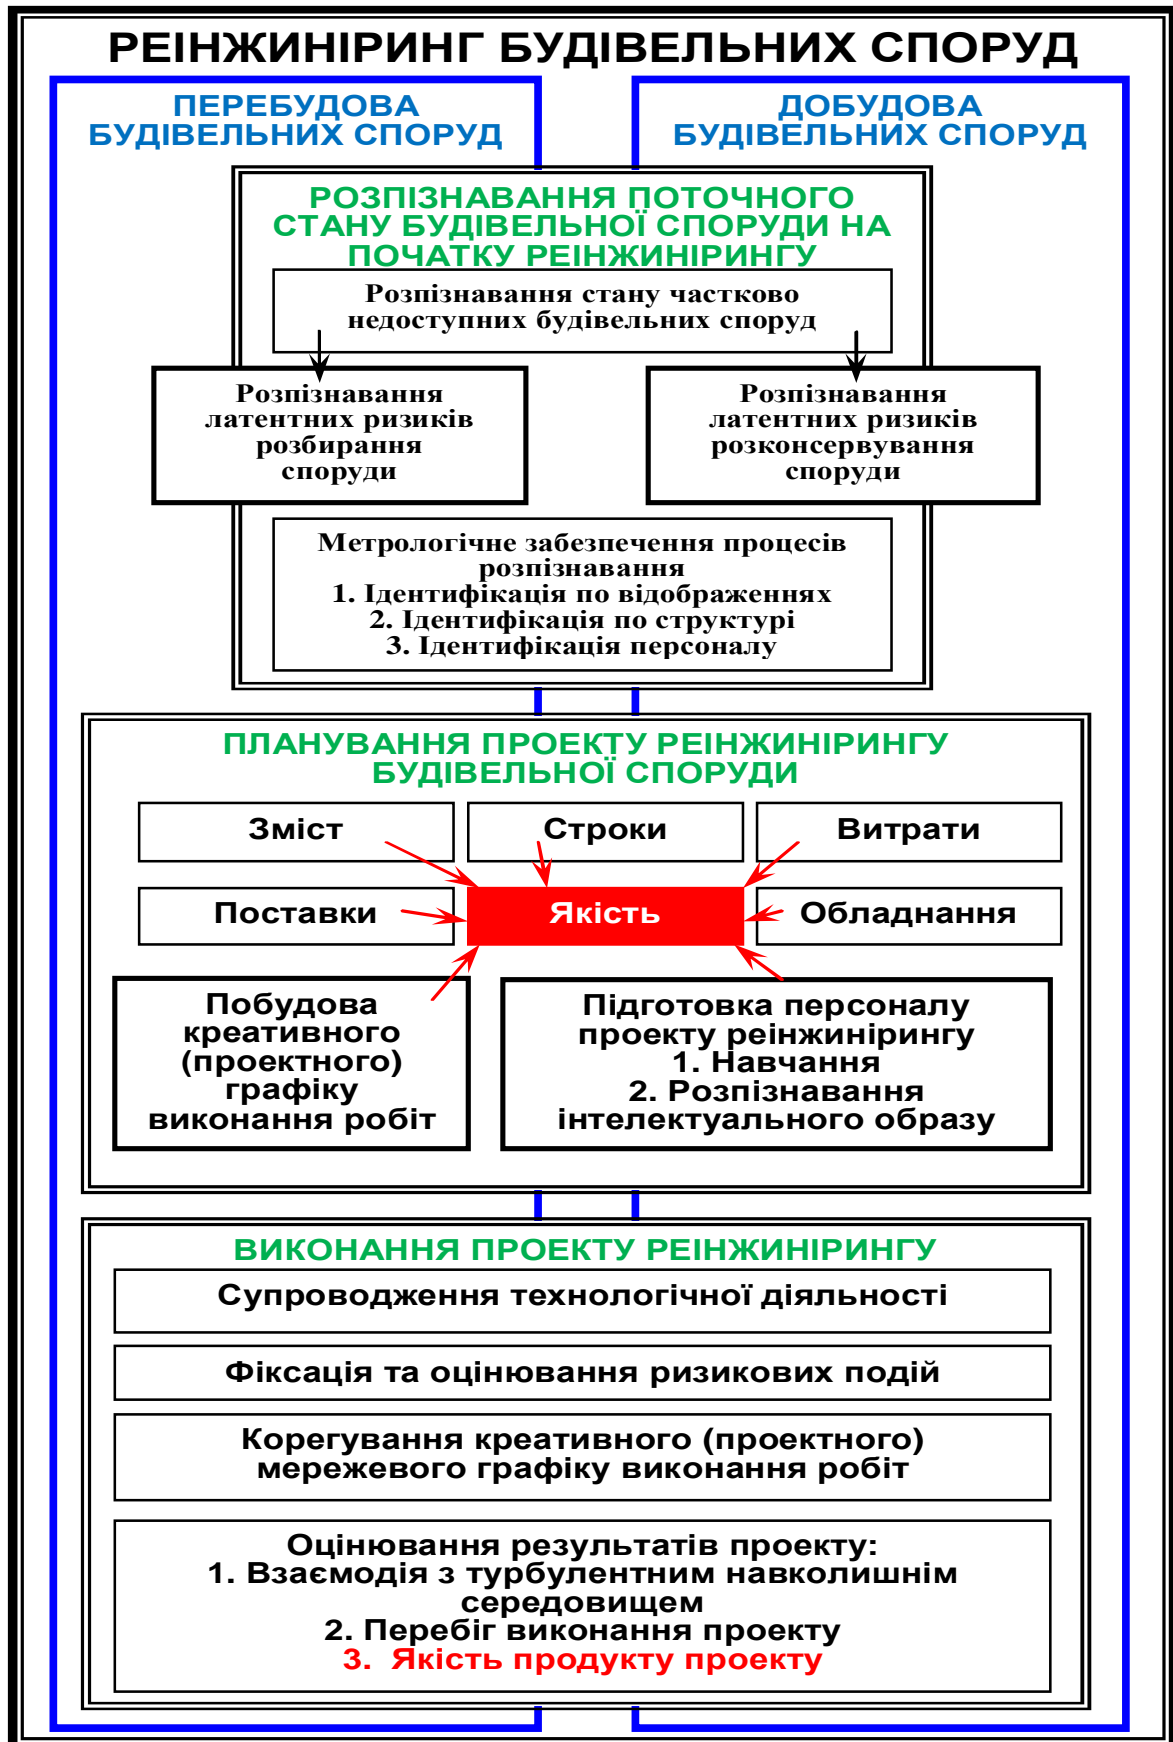 РЕІНЖИНІРИНГ БУДІВЕЛЬНИХ СПОРУД
ПЕРЕБУДОВА
БУДІВЕЛЬНИХ СПОРУД
ДОБУДОВА
БУДІВЕЛЬНИХ СПОРУД
РОЗПІЗНАВАННЯ ПОТОЧНОГО
СТАНУ БУДІВЕЛЬНОЇ СПОРУДИ НА
ПОЧАТКУ РЕІНЖИНІРИНГУ
Розпізнавання стану частково
недоступних будівельних споруд
Розпізнавання
латентних ризиків
розбирання
споруди
Розпізнавання
латентних ризиків
розконсервування
споруди
Метрологічне забезпечення процесів
розпізнавання
1. Ідентифікація по відображеннях
2. Ідентифікація по структурі
3. Ідентифікація персоналу
ПЛАНУВАННЯ ПРОЕКТУ РЕІНЖИНІРИНГУ
БУДІВЕЛЬНОЇ СПОРУДИ
Зміст
Строки
Витрати
Поставки
Якість
Обладнання
Побудова
креативного
(проектного)
графіку
виконання робіт
Підготовка персоналу
проекту реінжинірингу
1. Навчання
2. Розпізнавання
інтелектуального образу
ВИКОНАННЯ ПРОЕКТУ РЕІНЖИНІРИНГУ
Супроводження технологічної діяльності
Фіксація та оцінювання ризикових подій
Корегування креативного (проектного)
мережевого графіку виконання робіт
Оцінювання результатів проекту:
1. Взаємодія з турбулентним навколишнім
середовищем
2. Перебіг виконання проекту
3. Якість продукту проекту